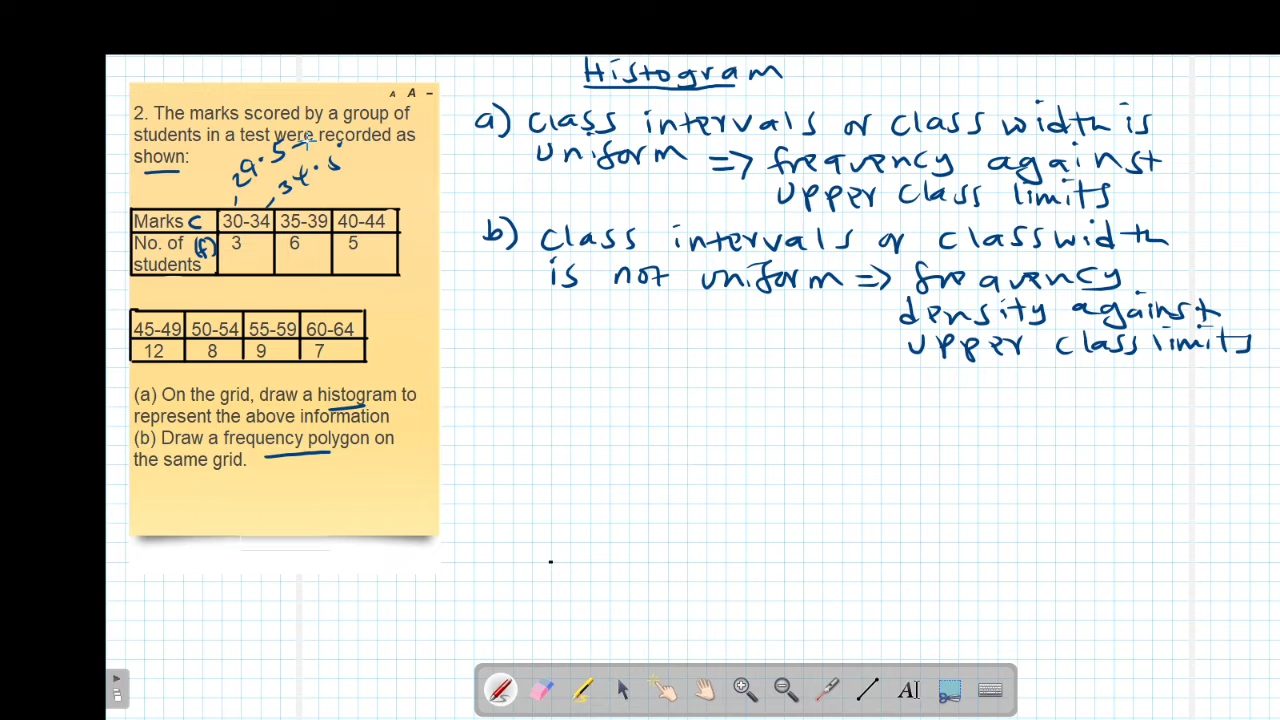 Histogram
A A –
2. The marks scored by a group of
students in a test were recorded as
shown:
29.5 -
34.5
Marks C 30-34 35-39 40-44
No. of (f) 3 6 5
students
45-49 50-54 55-59 60-64
12 8 9 7
(a) On the grid, draw a histogram to
represent the above information
(b) Draw a frequency polygon on
the same grid.
a) class intervals or class width is
uniform => frequency against
upper class limits
b) class intervals or class width
is not uniform => frequency
density against
upper class limits
AI